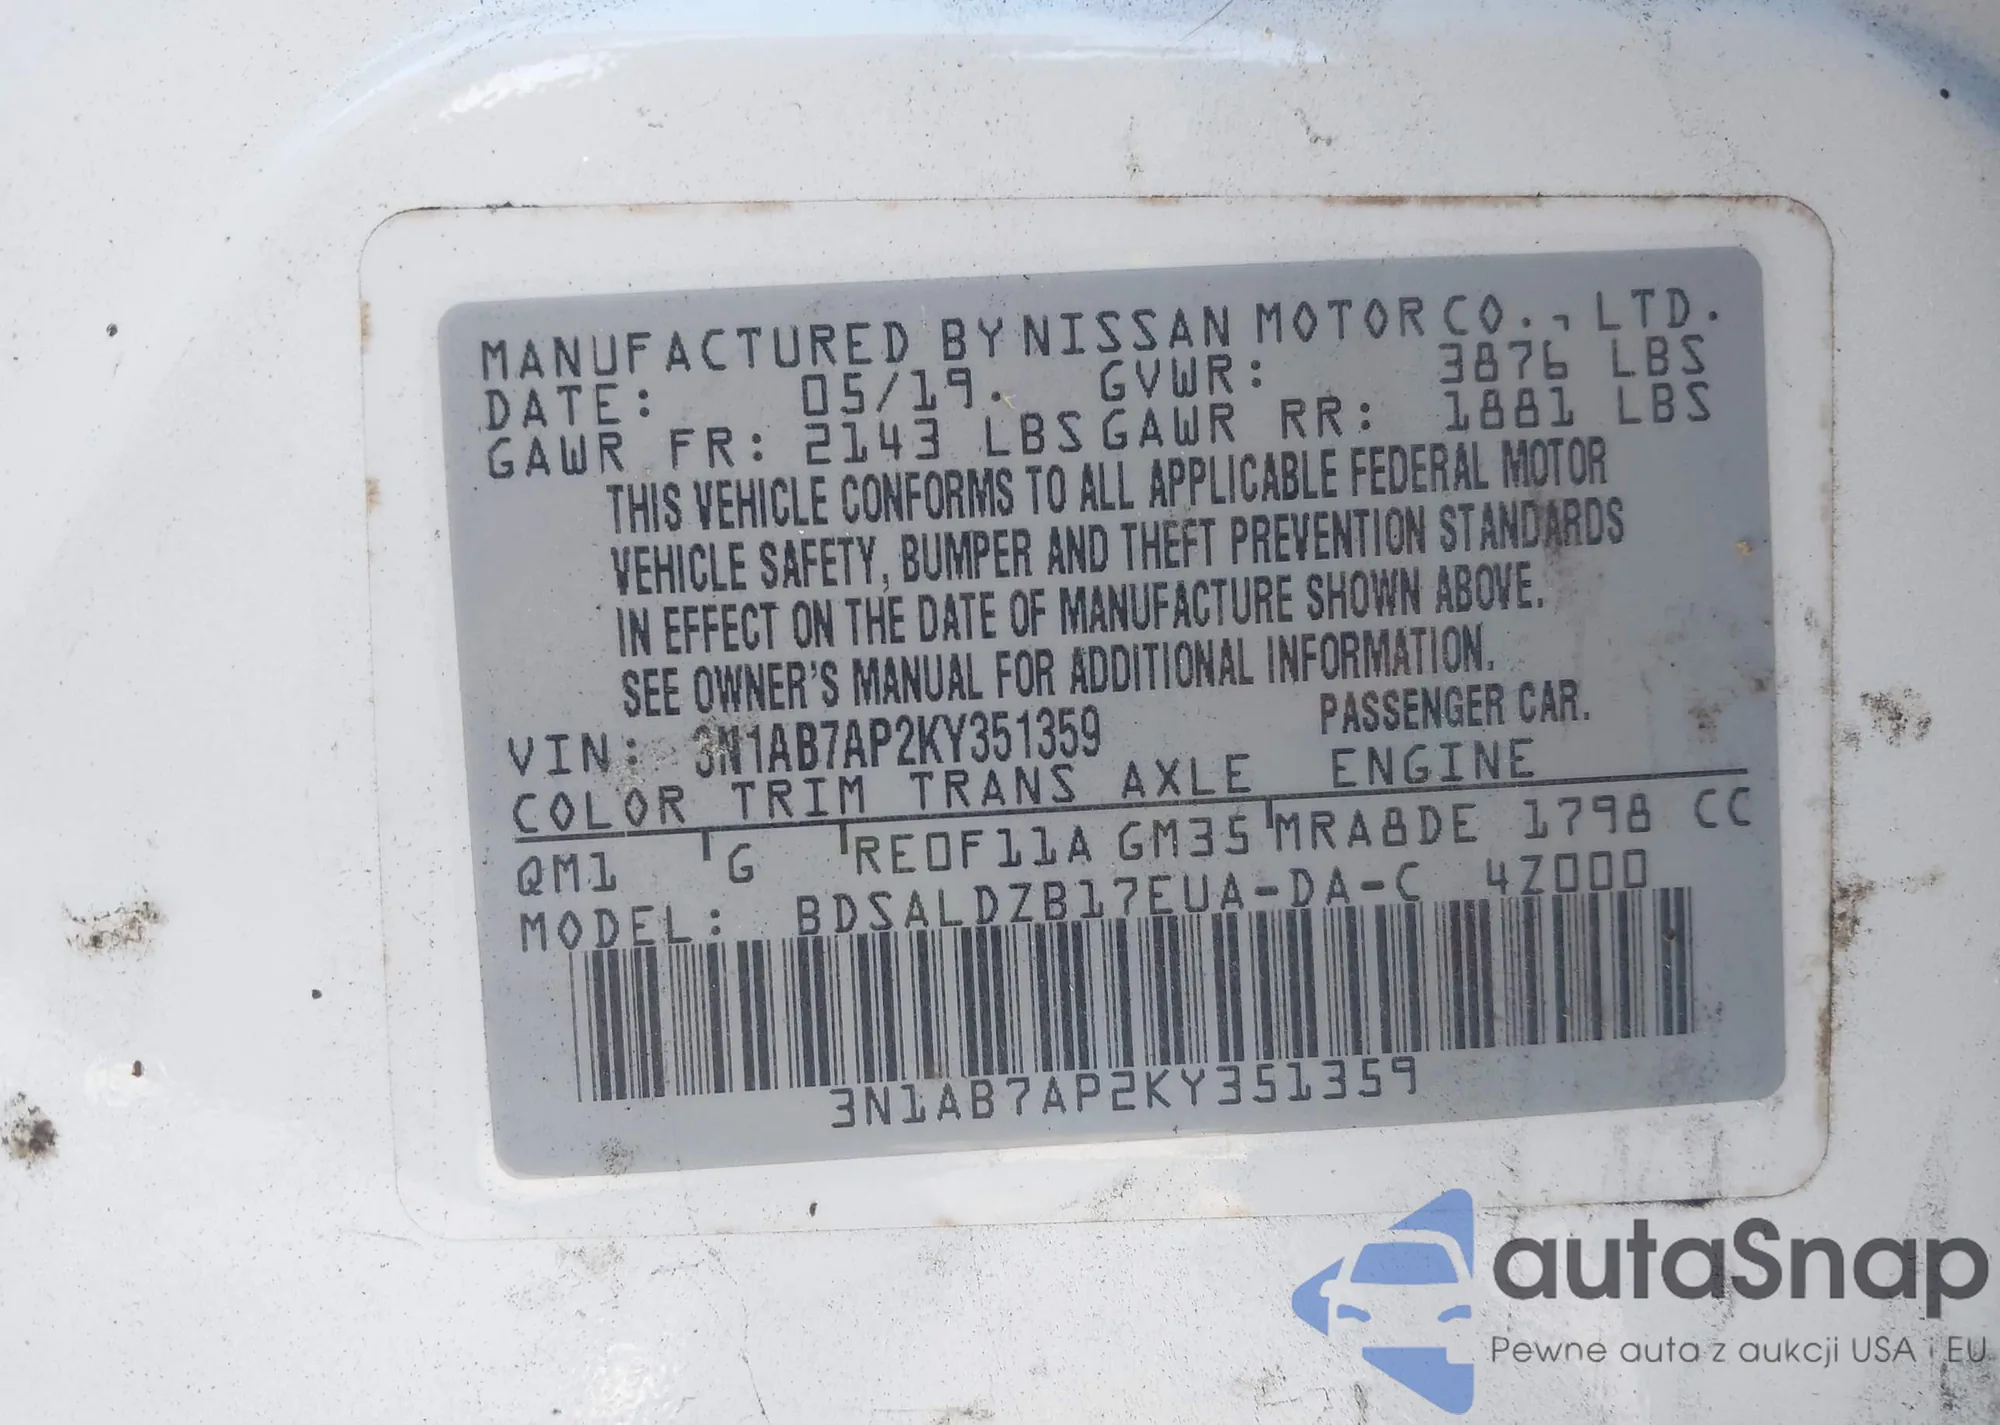 MANUFACTURED BY NISSAN MOTOR CO., LTD.
DATE: 05/19. GVWR: 3876 LBS
GAWR FR: 2143 LBS GAWR RR: 1881 LBS
THIS VEHICLE CONFORMS TO ALL APPLICABLE FEDERAL MOTOR
VEHICLE SAFETY, BUMPER AND THEFT PREVENTION STANDARDS
IN EFFECT ON THE DATE OF MANUFACTURE SHOWN ABOVE.
SEE OWNER'S MANUAL FOR ADDITIONAL INFORMATION.
VIN: 3N1AB7AP2KY351359 PASSENGER CAR.
COLOR TRIM TRANS AXLE ENGINE
QM1 G RE0F11A GM35 MRA8DE 1798 CC
MODEL: BDSALDZB17EUA-DA-C 4Z000
3N1AB7AP2KY351359
autaSnap
Pewne auta z aukcji USA i EU